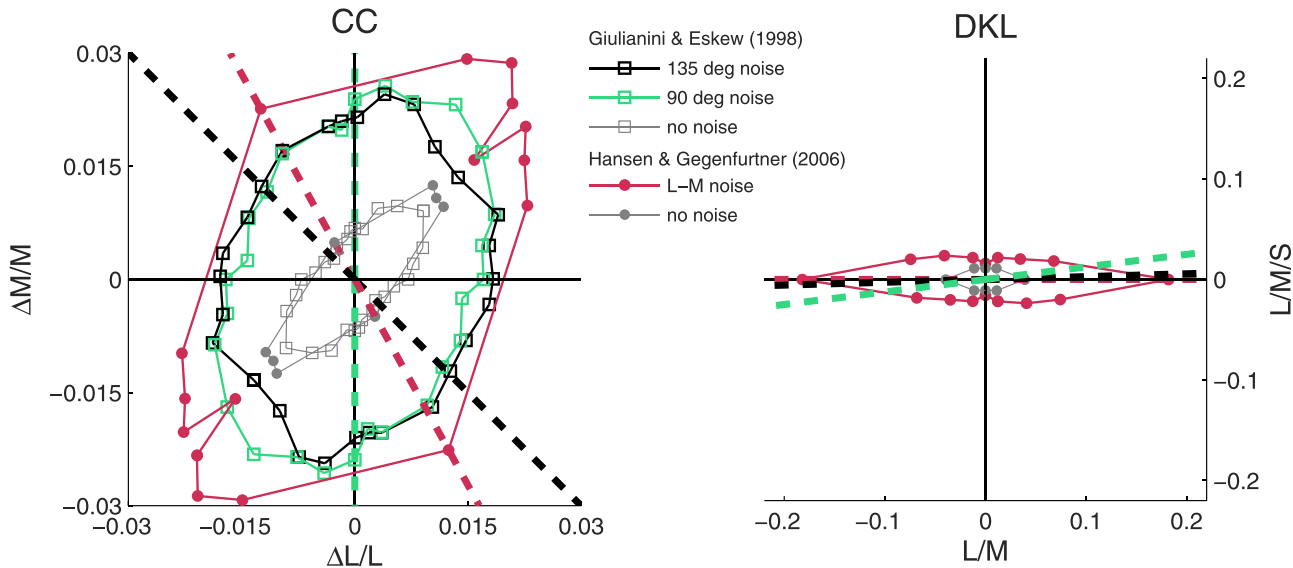 CC
0.03
0.015
0
−0.015
−0.03
ΔM/M
−0.03
−0.015
0
0.015
0.03
ΔL/L
Giulianini & Eskew (1998)
135 deg noise
90 deg noise
no noise
Hansen & Gegenfurtner (2006)
L−M noise
no noise
DKL
0.2
0.1
0
−0.1
−0.2
L/M/S
−0.2
−0.1
0
0.1
0.2
L/M